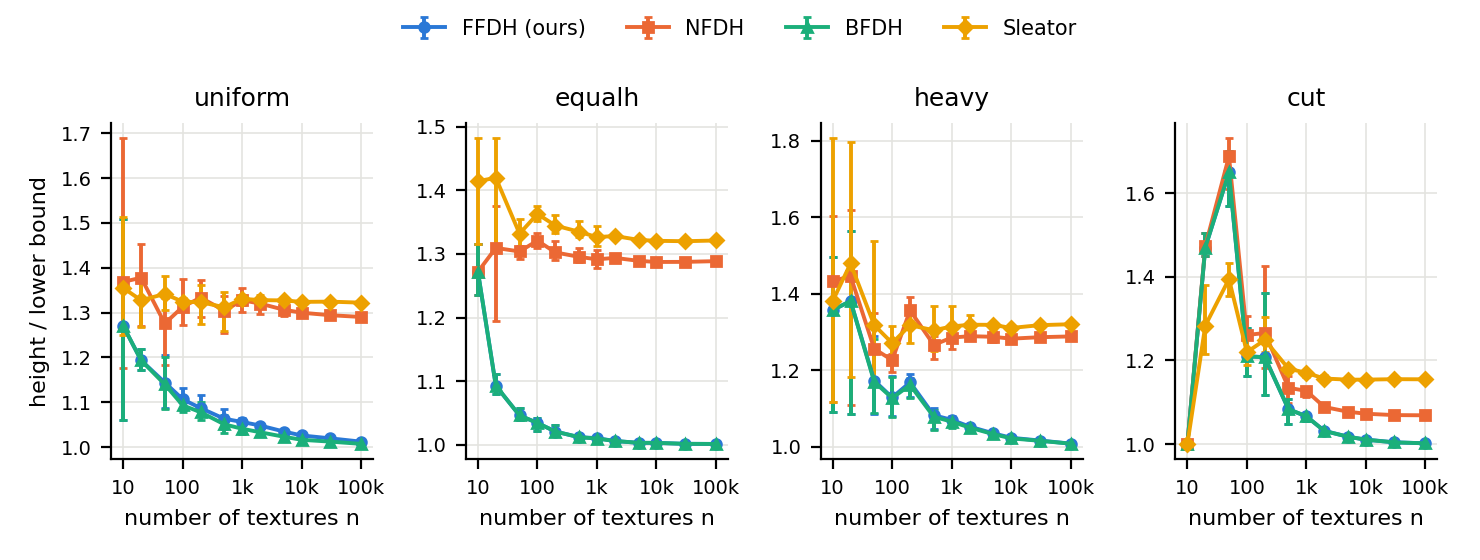 FFDH (ours) NFDH BFDH Sleator
uniform equalh heavy cut
height / lower bound
1.7
1.6
1.5
1.4
1.3
1.2
1.1
1.0
10 100 1k 10k 100k
number of textures n
1.5
1.4
1.3
1.2
1.1
1.0
10 100 1k 10k 100k
number of textures n
1.8
1.6
1.4
1.2
1.0
10 100 1k 10k 100k
number of textures n
1.6
1.4
1.2
1.0
10 100 1k 10k 100k
number of textures n